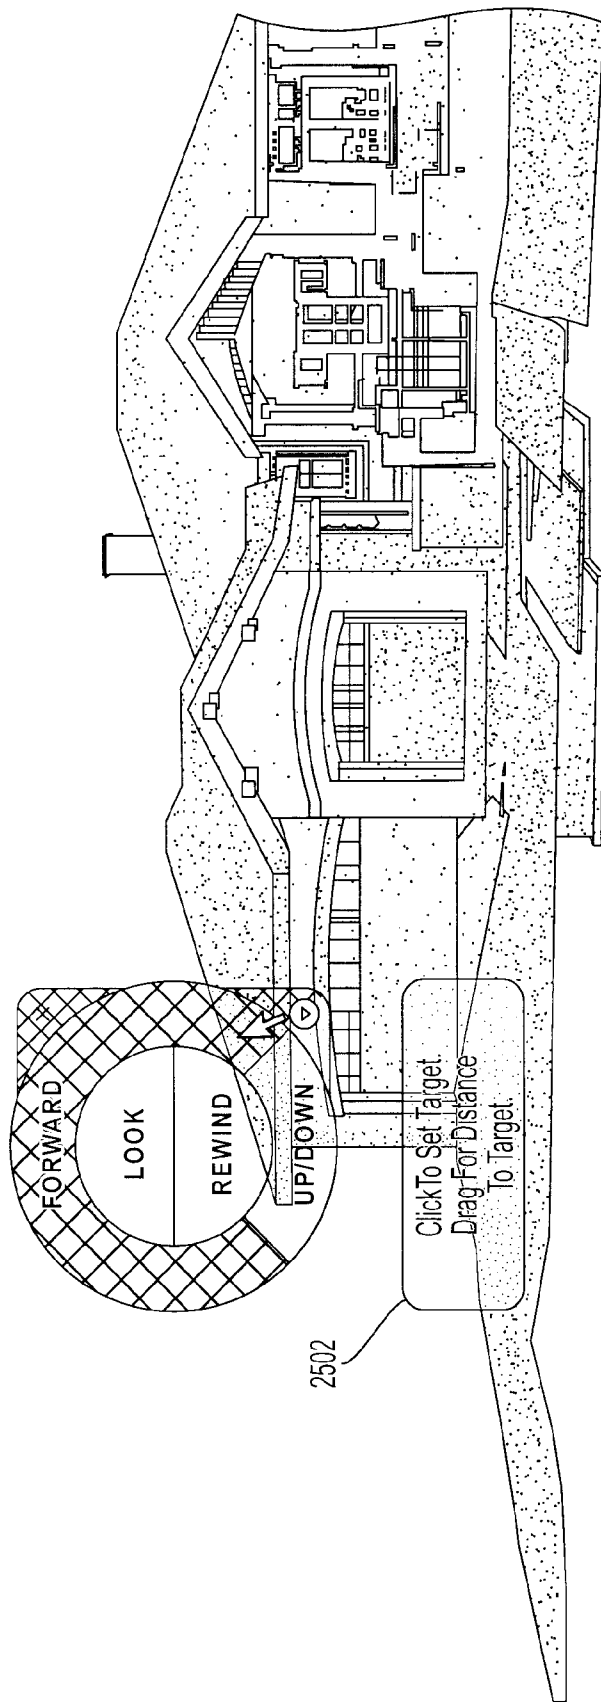 FORWARD
LOOK
REWIND
UP/DOWN
ClickTo Set Target.
Drag For Distance
To Target.
2502